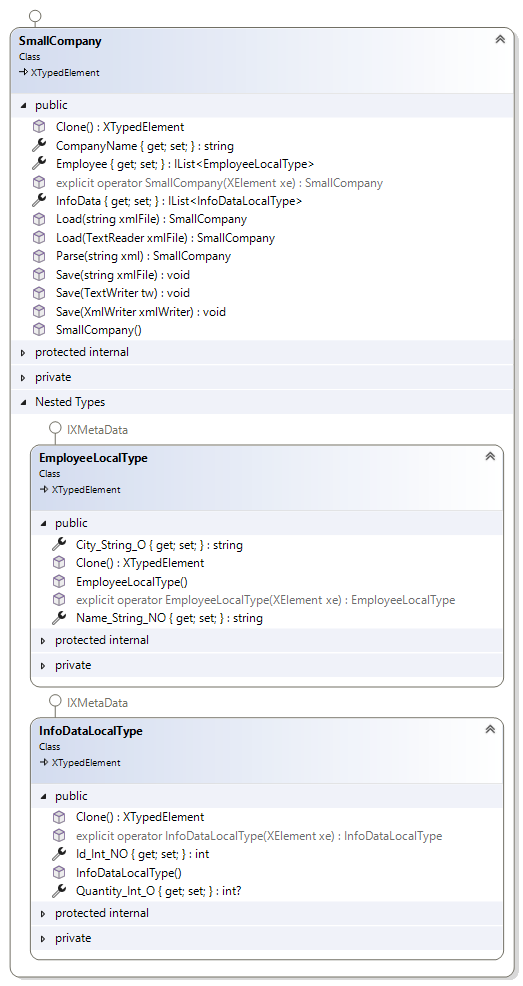 SmallCompany
Class
XTypedElement
public
Clone() : XTypedElement
CompanyName { get; set; } : string
Employee { get; set; } : IList<EmployeeLocalType>
explicit operator SmallCompany(XElement xe) : SmallCompany
InfoData { get; set; } : IList<InfoDataLocalType>
Load(string xmlFile) : SmallCompany
Load(TextReader xmlFile) : SmallCompany
Parse(string xml) : SmallCompany
Save(string xmlFile) : void
Save(TextWriter tw) : void
Save(XmlWriter xmlWriter) : void
SmallCompany()
protected internal
private
Nested Types
IXMetaData
EmployeeLocalType
Class
XTypedElement
public
City_String_O { get; set; } : string
Clone() : XTypedElement
EmployeeLocalType()
explicit operator EmployeeLocalType(XElement xe) : EmployeeLocalType
Name_String_NO { get; set; } : string
protected internal
private
IXMetaData
InfoDataLocalType
Class
XTypedElement
public
Clone() : XTypedElement
explicit operator InfoDataLocalType(XElement xe) : InfoDataLocalType
Id_Int_NO { get; set; } : int
InfoDataLocalType()
Quantity_Int_O { get; set; } : int?
protected internal
private